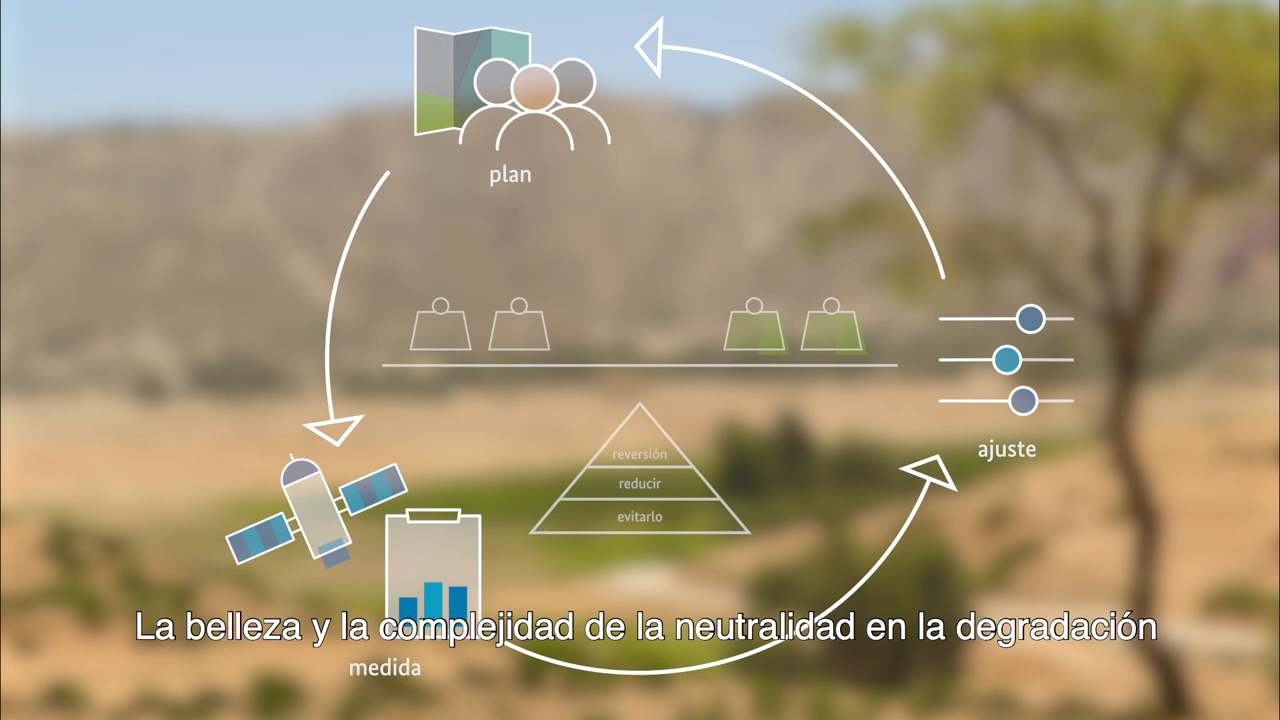 plan
ajuste
reversión
reducir
evitarlo
La belleza y la complejidad de la neutralidad en la degradación
medida